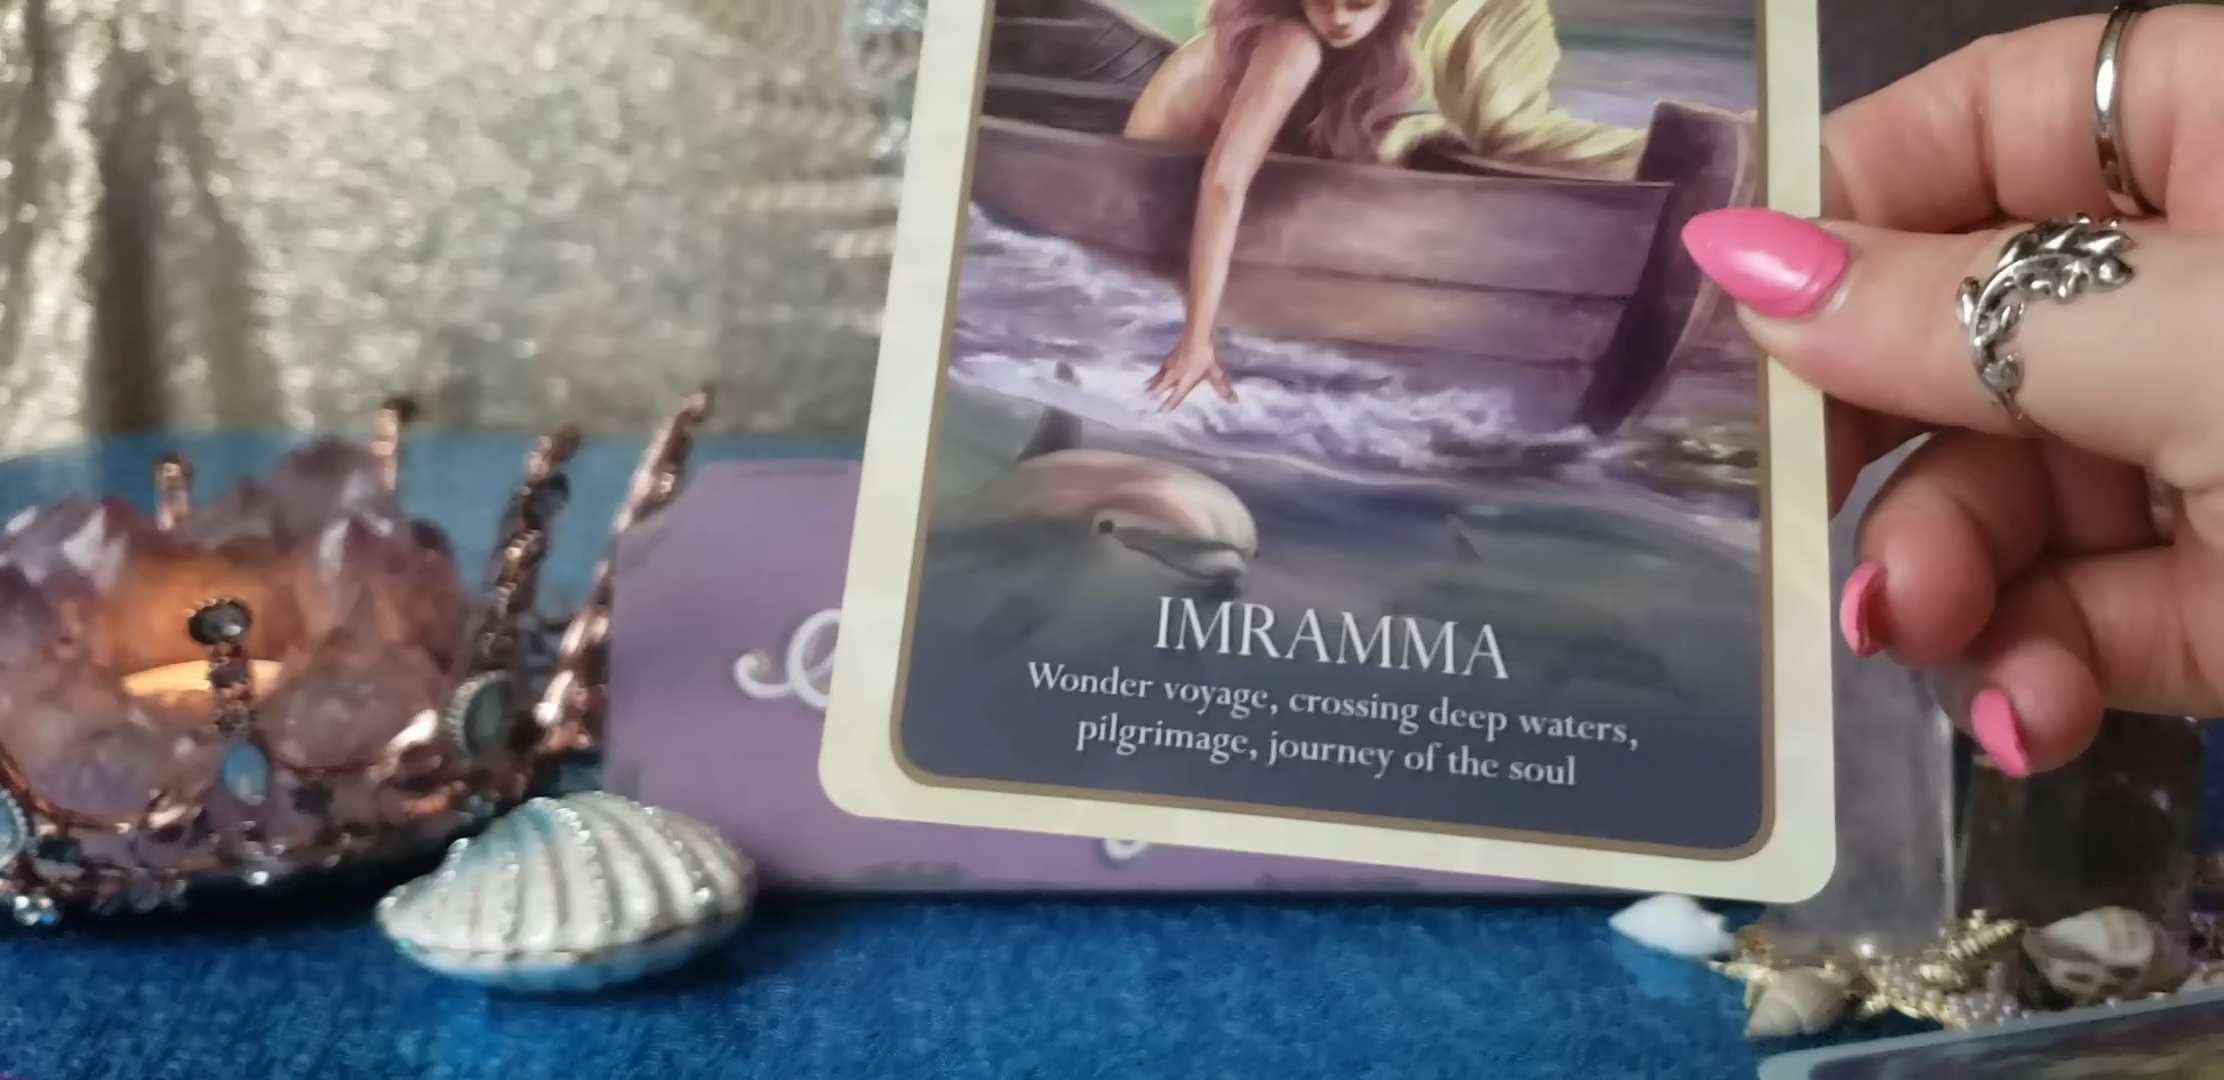 IMRAMMA
Wonder voyage, crossing deep waters,
pilgrimage, journey of the soul